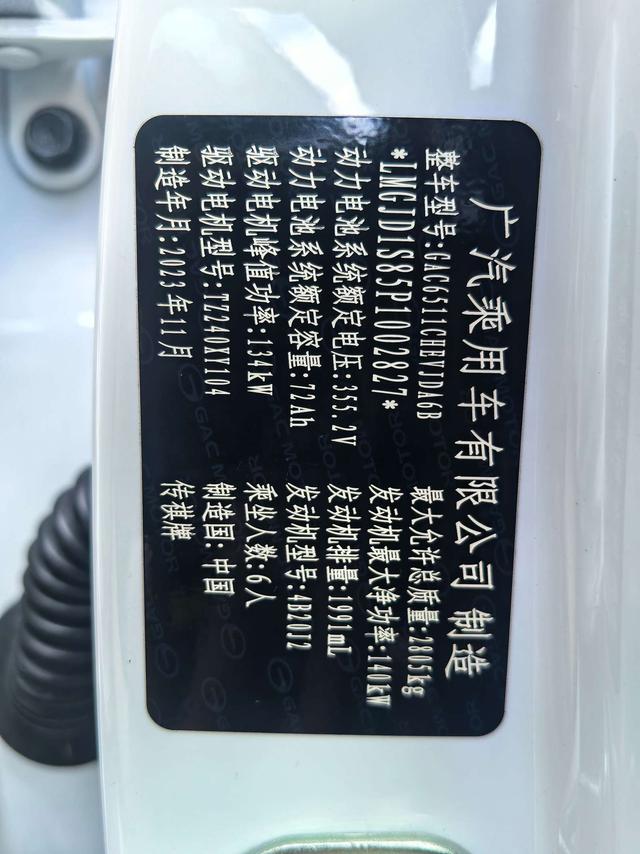 广汽乘用车有限公司 制造
整车型号:GAC6511CHEVJDA6B 最大允许总质量:2805kg
*LMGJD1S85P1002827* 发动机最大净功率:140kW
动力电池系统额定电压:355.2V 发动机排量:1991mL
动力电池系统额定容量:72Ah 发动机型号:4B20J2
驱动电机峰值功率:134kW 乘坐人数:6人
驱动电机型号:TZ240XY104 制造国:中国
制造年月:2023年11月 传祺牌
GAC MOTOR